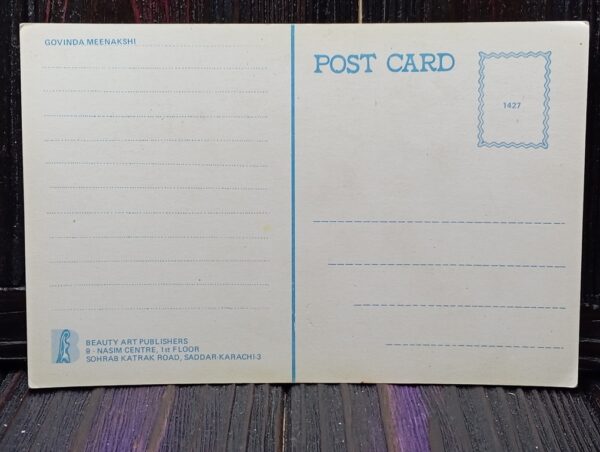 GOVINDA MEENAKSHI
POST CARD
1427
BEAUTY ART PUBLISHERS
9 - NASIM CENTRE, 1st FLOOR
SOHRAB KATRAK ROAD, SADDAR-KARACHI-3